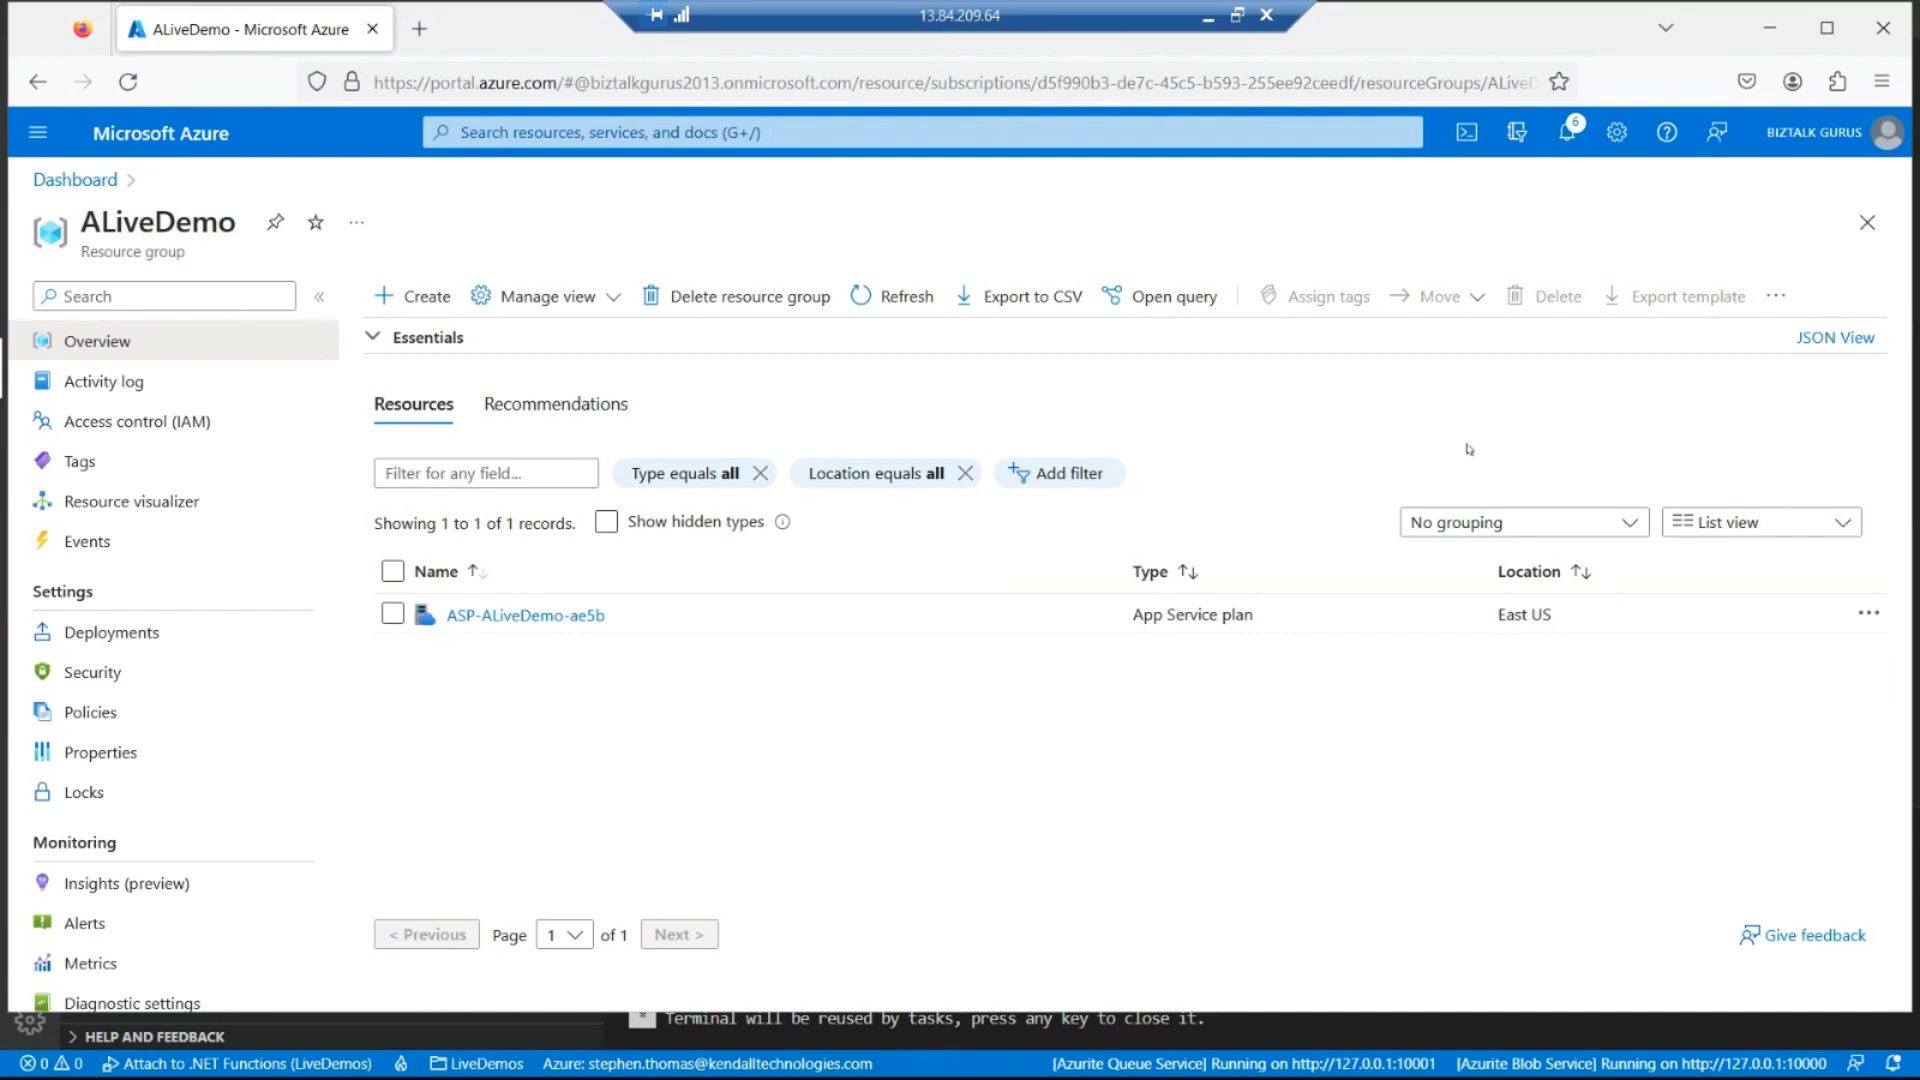 ALiveDemo - Microsoft Azure
13.84.209.64
https://portal.azure.com/#@biztalkgurus2013.onmicrosoft.com/resource/subscriptions/d5f990b3-de7c-45c5-b593-255ee92ceedf/resourceGroups/ALiveD
Microsoft Azure
Search resources, services, and docs (G+/)
6
BIZTALK GURUS
Dashboard
ALiveDemo
Resource group
Search
Create
Manage view
Delete resource group
Refresh
Export to CSV
Open query
Assign tags
Move
Delete
Export template
Overview
Activity log
Access control (IAM)
Tags
Resource visualizer
Events
Settings
Deployments
Security
Policies
Properties
Locks
Monitoring
Insights (preview)
Alerts
Metrics
Diagnostic settings
Essentials
JSON View
Resources
Recommendations
Filter for any field...
Type equals all
Location equals all
Add filter
Showing 1 to 1 of 1 records.
Show hidden types
No grouping
List view
Name
Type
Location
ASP-ALiveDemo-ae5b
App Service plan
East US
< Previous
Page
1
of 1
Next >
Give feedback
* Terminal will be reused by tasks, press any key to close it.
HELP AND FEEDBACK
0
0
Attach to .NET Functions (LiveDemos)
LiveDemos
Azure: stephen.thomas@kendalltechnologies.com
[Azurite Queue Service] Running on http://127.0.0.1:10001
[Azurite Blob Service] Running on http://127.0.0.1:10000